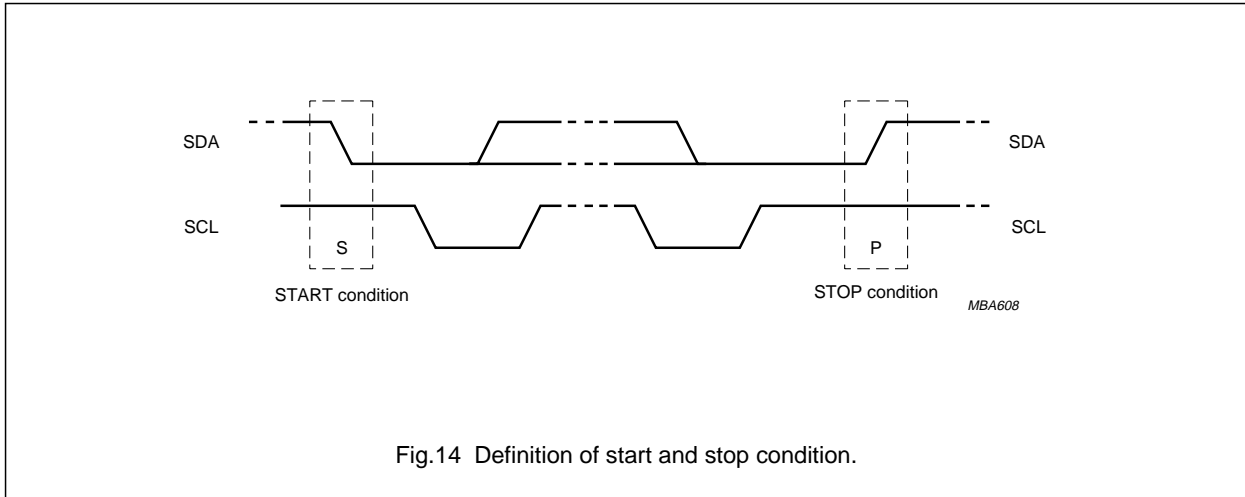 SDA SDA
SCL SCL
S P
START condition STOP condition
MBA608
Fig.14 Definition of start and stop condition.